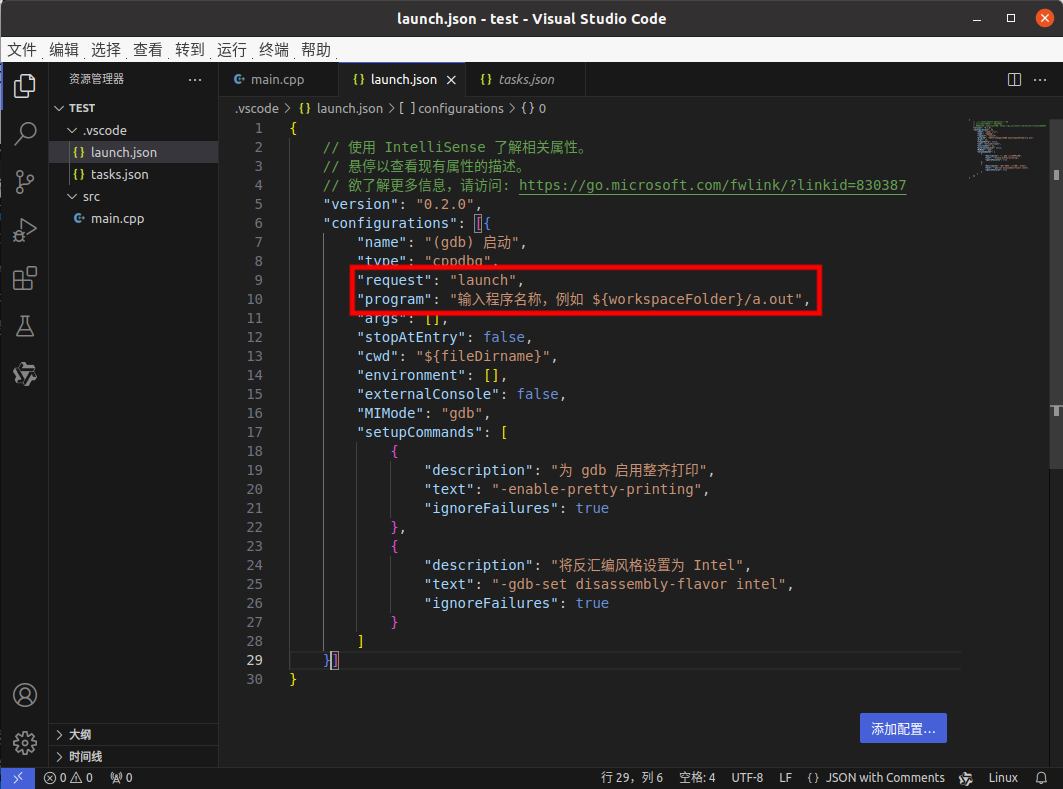 launch.json - test - Visual Studio Code
文件 编辑 选择 查看 转到 运行 终端 帮助
资源管理器 ...
main.cpp
{} launch.json
{} tasks.json
TEST
.vscode
{} launch.json
{} tasks.json
src
main.cpp
.vscode > {} launch.json > [ ] configurations > {} 0
1 {
2 // 使用 IntelliSense 了解相关属性。
3 // 悬停以查看现有属性的描述。
4 // 欲了解更多信息，请访问: https://go.microsoft.com/fwlink/?linkid=830387
5 "version": "0.2.0",
6 "configurations": [{
7 "name": "(gdb) 启动",
8 "type": "cppdbg",
9 "request": "launch",
10 "program": "输入程序名称，例如 ${workspaceFolder}/a.out",
11 "args": [],
12 "stopAtEntry": false,
13 "cwd": "${fileDirname}",
14 "environment": [],
15 "externalConsole": false,
16 "MIMode": "gdb",
17 "setupCommands": [
18 {
19 "description": "为 gdb 启用整齐打印",
20 "text": "-enable-pretty-printing",
21 "ignoreFailures": true
22 },
23 {
24 "description": "将反汇编风格设置为 Intel",
25 "text": "-gdb-set disassembly-flavor intel",
26 "ignoreFailures": true
27 }
28 ]
29 }]
30 }
添加配置...
大纲
时间线
0 0 0 行 29，列 6 空格: 4 UTF-8 LF {} JSON with Comments Linux